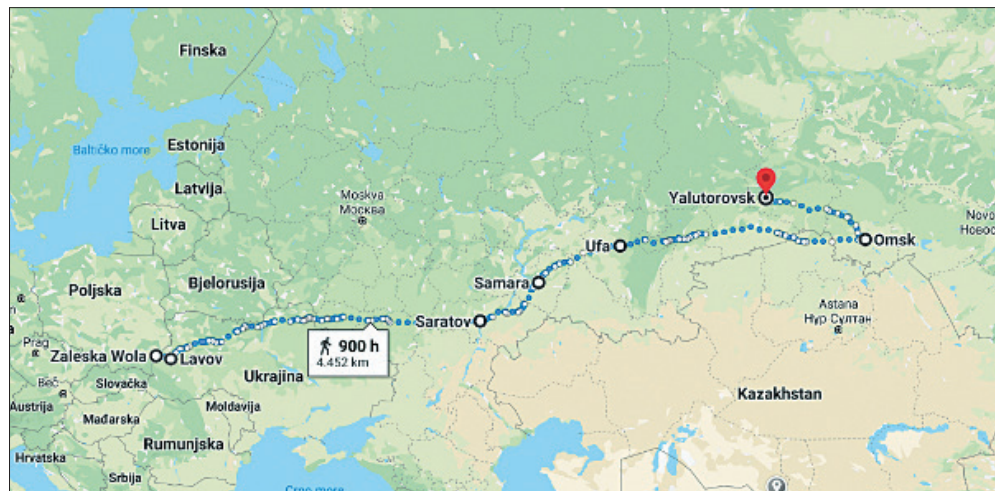 Finska
Baltičko more
Estonija
Latvija
Litva
Moskva
Москва
Bjelorusija
Poljska
Prag
Zaleska Wola
Lavov
Beč
Slovačka
Austrija
Mađarska
Moldavija
Ukrajina
Rumunjska
Hrvatska
Srbija
Crno more
900 h
4.452 km
Saratov
Samara
Ufa
Yalutorovsk
Omsk
Novo
Новос
Astana
Нұр Сұлтан
Kazakhstan